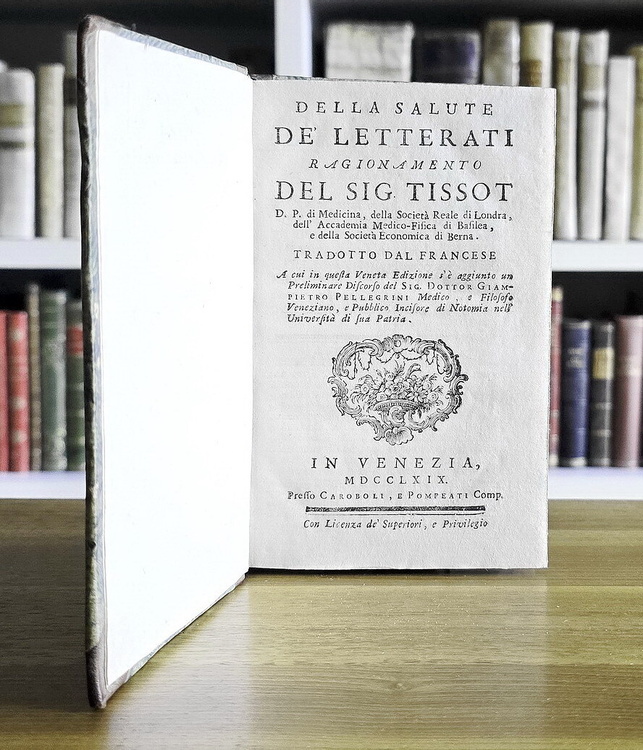 DELLA SALUTE
DE' LETTERATI
RAGIONAMENTO
DEL SIG. TISSOT
D. P. di Medicina, della Società Reale di Londra,
dell' Accademia Medico-Fiſica di Baſilea,
e della Società Economica di Berna.
TRADOTTO DAL FRANCESE
A cui in queſta Veneta Edizione s'è aggiunto un
Preliminare Diſcorſo del SIG. DOTTOR GIAM-
PIETRO PELLEGRINI Medico, e Filoſofo
Veneziano, e Pubblico Inciſore di Notomia nell'
Univerſità di ſua Patria.
IN VENEZIA,
MDCCLXIX.
Preſſo CAROBOLI, E POMPEATI Comp.
Con Licenza de' Superiori, e Privilegio